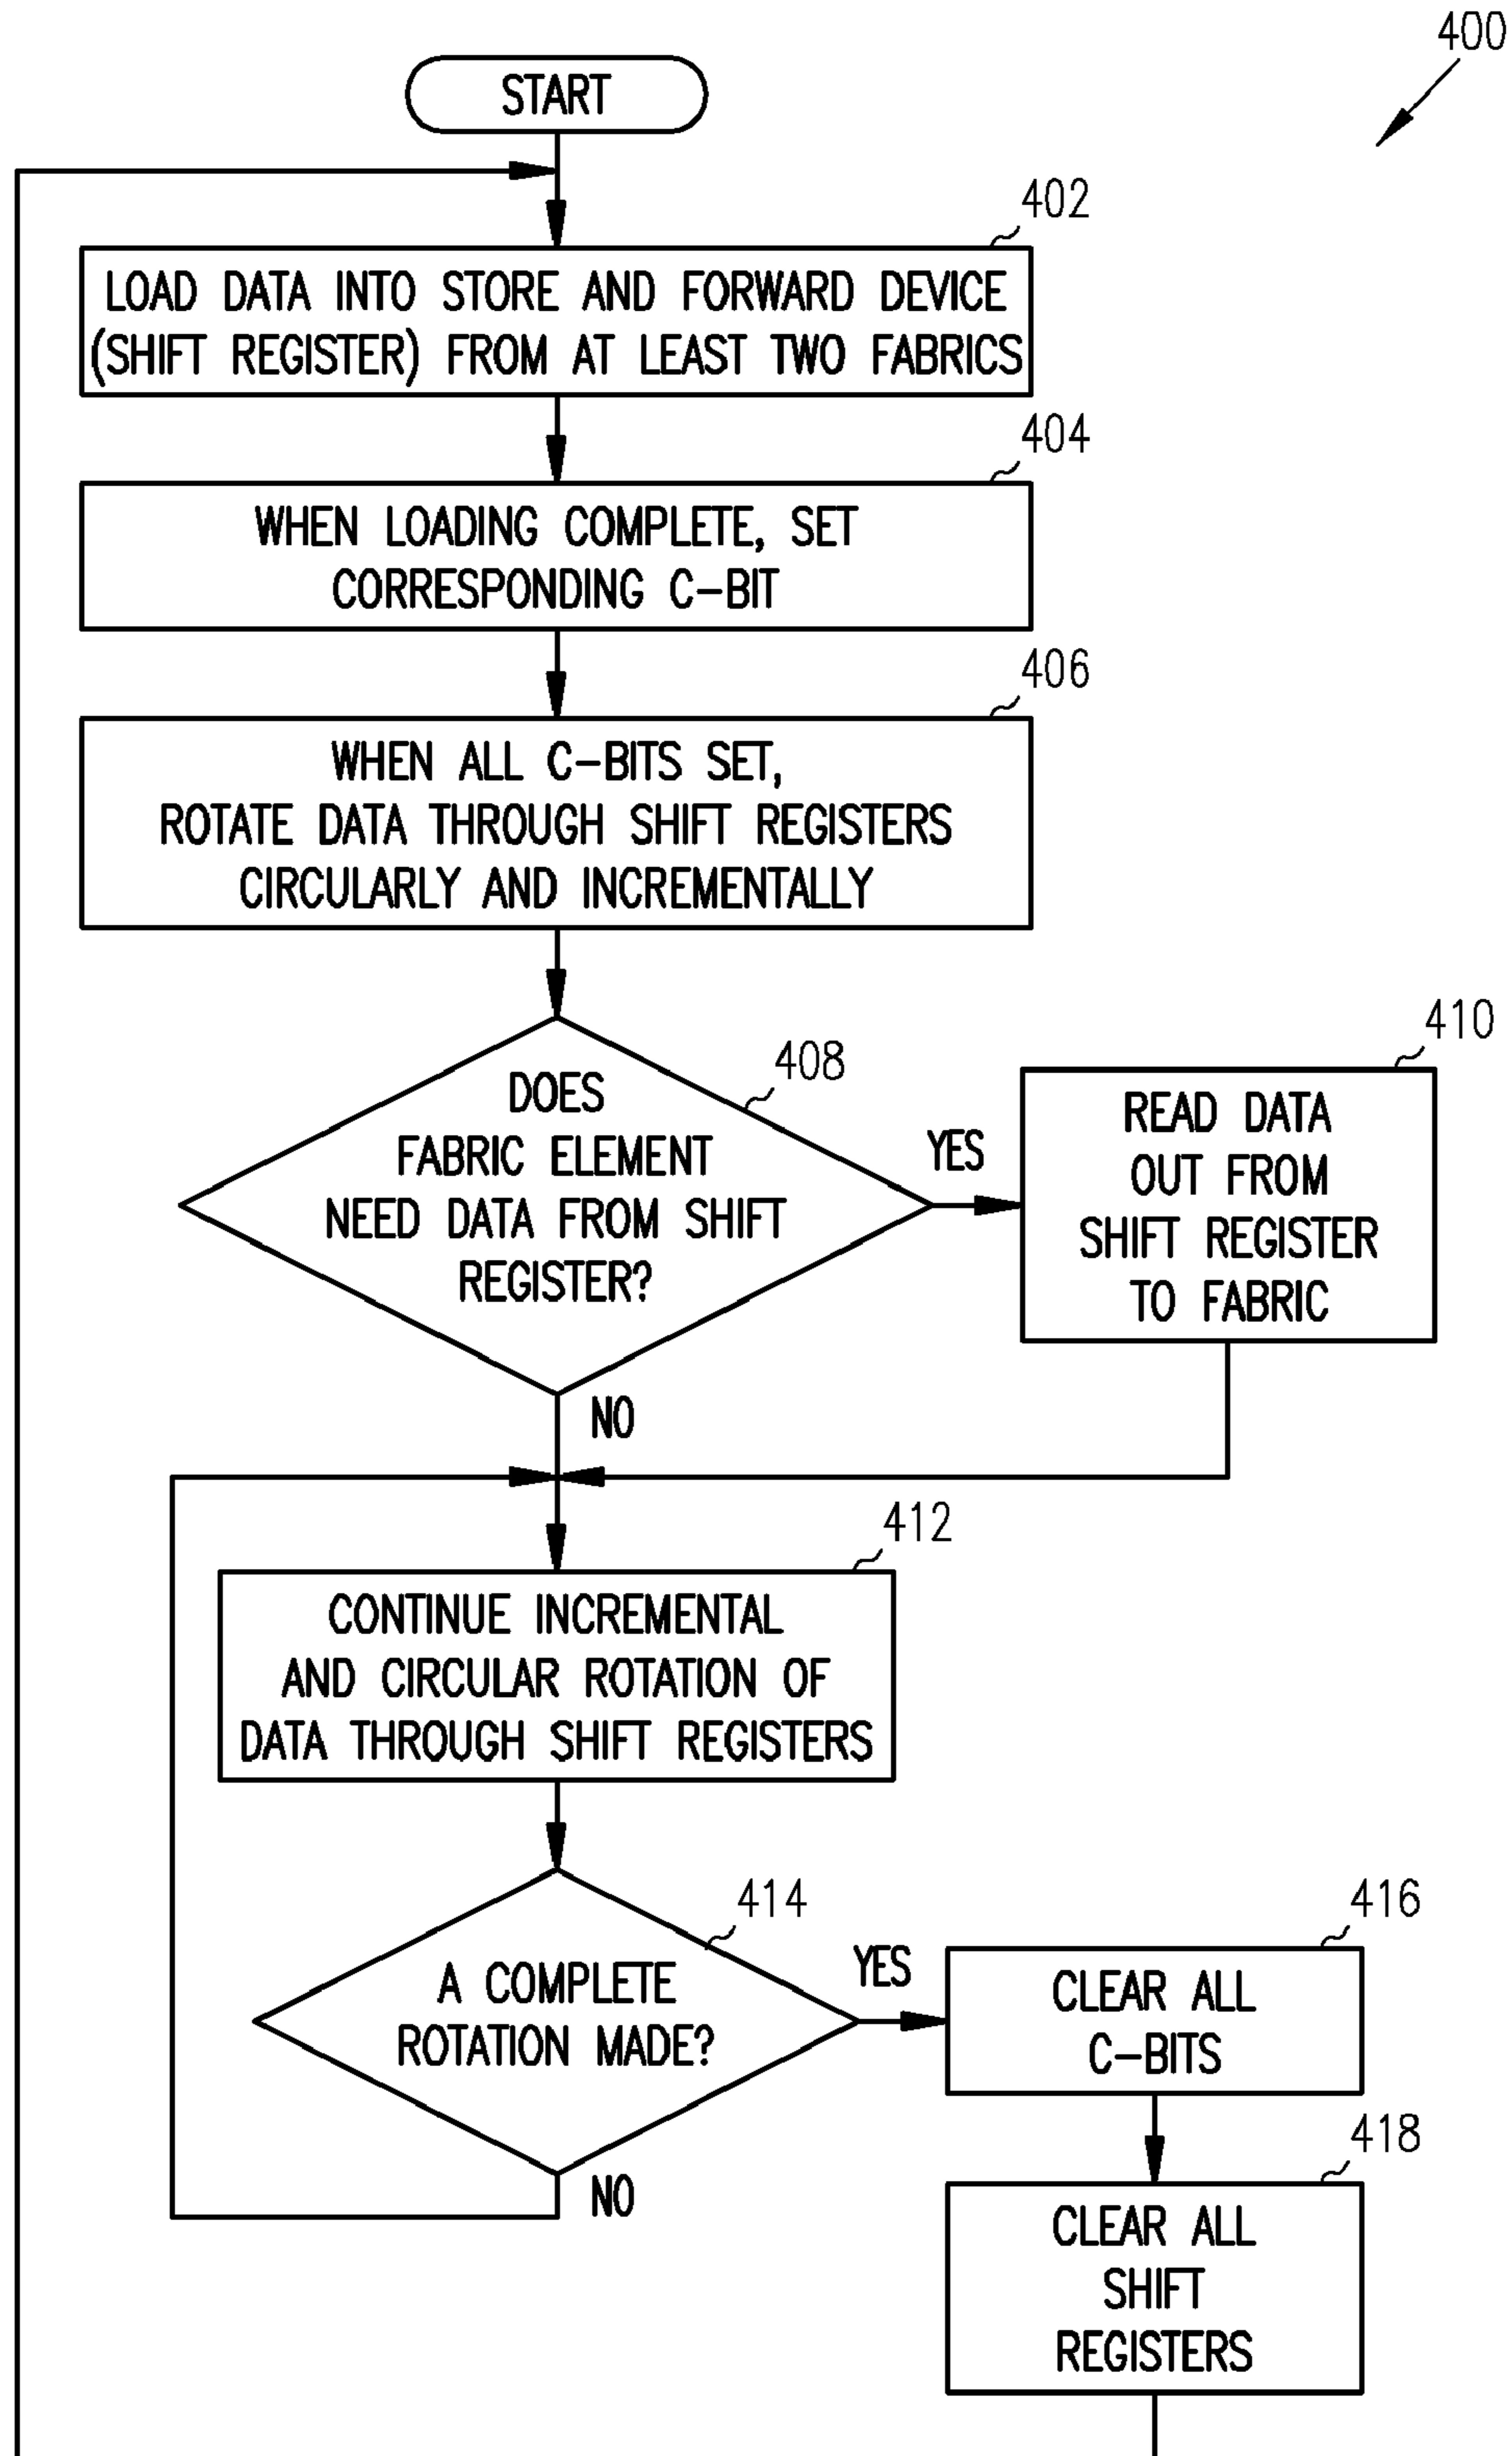 400
START
402
LOAD DATA INTO STORE AND FORWARD DEVICE
(SHIFT REGISTER) FROM AT LEAST TWO FABRICS
404
WHEN LOADING COMPLETE, SET
CORRESPONDING C-BIT
406
WHEN ALL C-BITS SET,
ROTATE DATA THROUGH SHIFT REGISTERS
CIRCULARLY AND INCREMENTALLY
408
DOES
FABRIC ELEMENT
NEED DATA FROM SHIFT
REGISTER?
YES
410
READ DATA
OUT FROM
SHIFT REGISTER
TO FABRIC
NO
412
CONTINUE INCREMENTAL
AND CIRCULAR ROTATION OF
DATA THROUGH SHIFT REGISTERS
414
A COMPLETE
ROTATION MADE?
YES
416
CLEAR ALL
C-BITS
NO
418
CLEAR ALL
SHIFT
REGISTERS